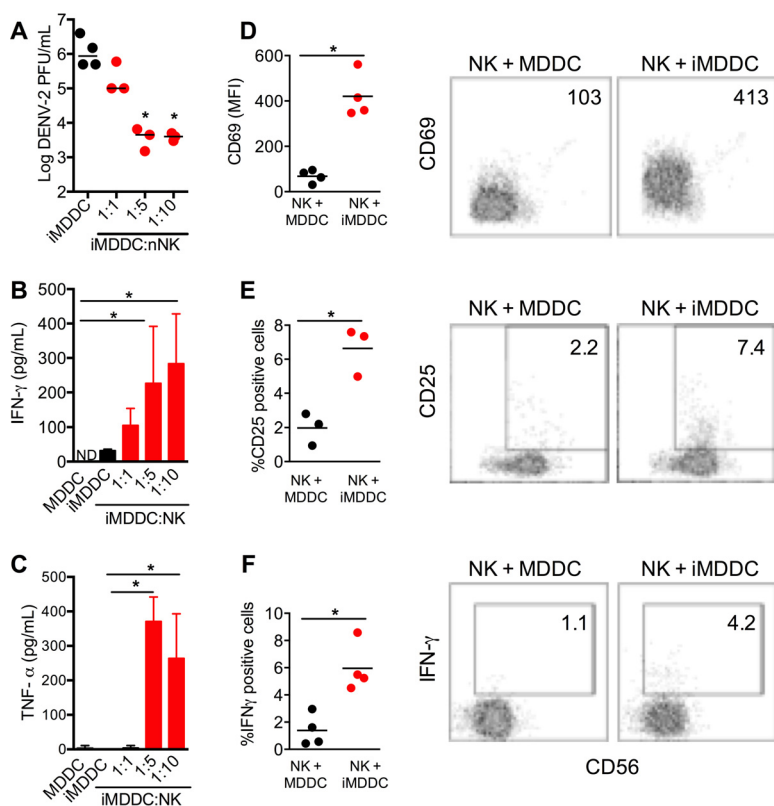 A
Log DENV-2 PFU/mL
7
6
5
4
3
2
*
*
iMDDC
1:1
1:5
1:10
iMDDC:nNK
D
CD69 (MFI)
600
400
200
0
*
NK +
MDDC
NK +
iMDDC
NK + MDDC
NK + iMDDC
CD69
103
413
B
IFN-γ (pg/mL)
500
400
300
200
100
0
*
*
ND
MDDC
iMDDC
1:1
1:5
1:10
iMDDC:NK
E
%CD25 positive cells
8
6
4
2
0
*
NK +
MDDC
NK +
iMDDC
NK + MDDC
NK + iMDDC
CD25
2.2
7.4
C
TNF- α (pg/mL)
500
400
300
200
100
0
*
*
MDDC
iMDDC
1:1
1:5
1:10
iMDDC:NK
F
%IFNγ positive cells
10
8
6
4
2
0
*
NK +
MDDC
NK +
iMDDC
NK + MDDC
NK + iMDDC
IFN-γ
1.1
4.2
CD56